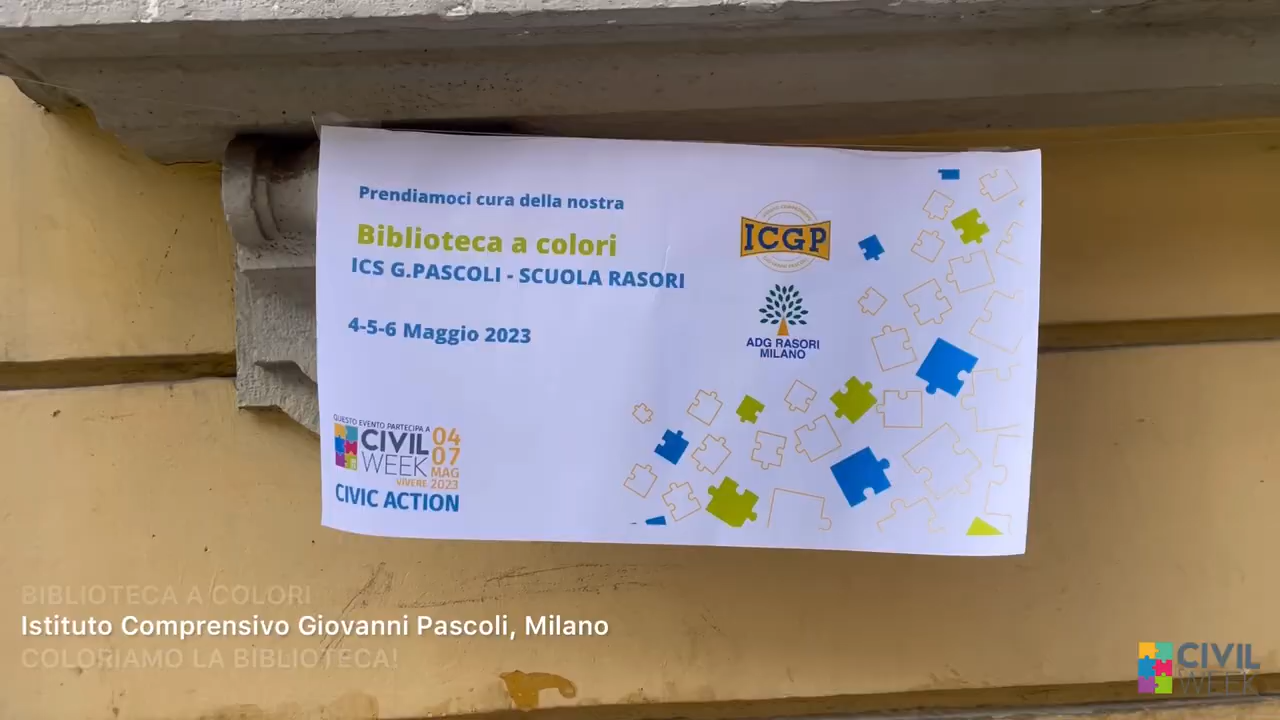 Prendiamoci cura della nostra
Biblioteca a colori
ICS G.PASCOLI - SCUOLA RASORI
4-5-6 Maggio 2023
ICGP
ADG RASORI
MILANO
QUESTO EVENTO PARTECIPA A
CIVIL
WEEK
VIVERE
04
07
MAG
2023
CIVIC ACTION
BIBLIOTECA A COLORI
Istituto Comprensivo Giovanni Pascoli, Milano
COLORIAMO LA BIBLIOTECA!
CIVIL
WEEK